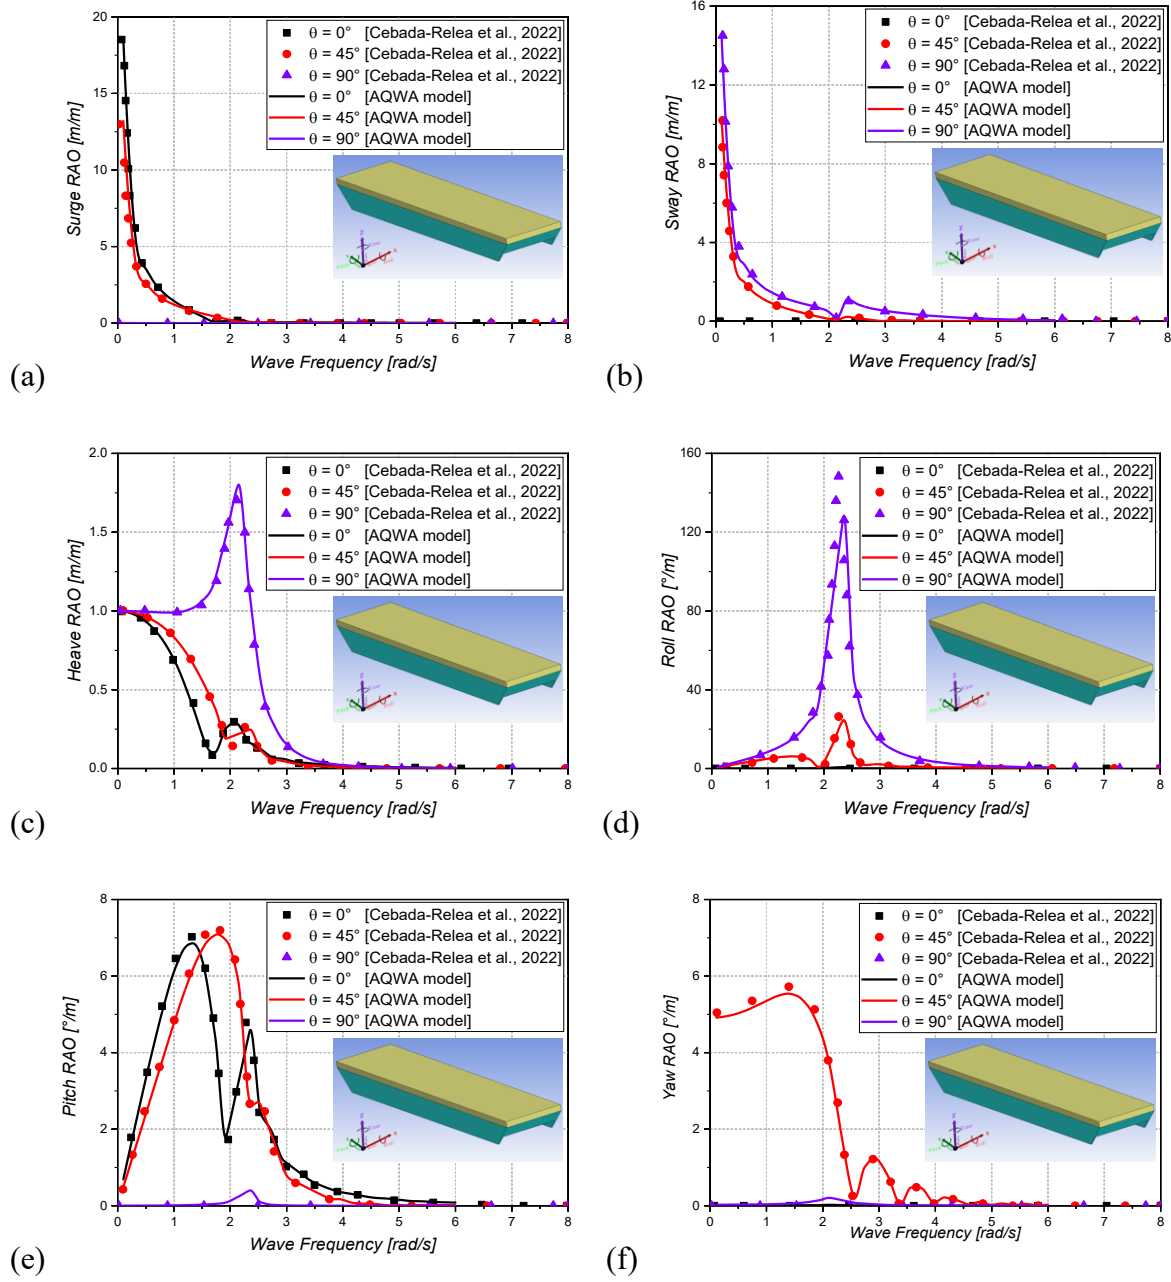 20
15
10
5
0
0 1 2 3 4 5 6 7 8
Surge RAO [m/m]
Wave Frequency [rad/s]
θ = 0° [Cebada-Relea et al., 2022]
θ = 45° [Cebada-Relea et al., 2022]
θ = 90° [Cebada-Relea et al., 2022]
θ = 0° [AQWA model]
θ = 45° [AQWA model]
θ = 90° [AQWA model]
(a)
16
12
8
4
0
0 1 2 3 4 5 6 7 8
Sway RAO [m/m]
Wave Frequency [rad/s]
θ = 0° [Cebada-Relea et al., 2022]
θ = 45° [Cebada-Relea et al., 2022]
θ = 90° [Cebada-Relea et al., 2022]
θ = 0° [AQWA model]
θ = 45° [AQWA model]
θ = 90° [AQWA model]
(b)
2.0
1.5
1.0
0.5
0.0
0 1 2 3 4 5 6 7 8
Heave RAO [m/m]
Wave Frequency [rad/s]
θ = 0° [Cebada-Relea et al., 2022]
θ = 45° [Cebada-Relea et al., 2022]
θ = 90° [Cebada-Relea et al., 2022]
θ = 0° [AQWA model]
θ = 45° [AQWA model]
θ = 90° [AQWA model]
(c)
160
120
80
40
0
0 1 2 3 4 5 6 7 8
Roll RAO [°/m]
Wave Frequency [rad/s]
θ = 0° [Cebada-Relea et al., 2022]
θ = 45° [Cebada-Relea et al., 2022]
θ = 90° [Cebada-Relea et al., 2022]
θ = 0° [AQWA model]
θ = 45° [AQWA model]
θ = 90° [AQWA model]
(d)
8
6
4
2
0
0 1 2 3 4 5 6 7 8
Pitch RAO [°/m]
Wave Frequency [rad/s]
θ = 0° [Cebada-Relea et al., 2022]
θ = 45° [Cebada-Relea et al., 2022]
θ = 90° [Cebada-Relea et al., 2022]
θ = 0° [AQWA model]
θ = 45° [AQWA model]
θ = 90° [AQWA model]
(e)
8
6
4
2
0
0 1 2 3 4 5 6 7 8
Yaw RAO [°/m]
Wave Frequency [rad/s]
θ = 0° [Cebada-Relea et al., 2022]
θ = 45° [Cebada-Relea et al., 2022]
θ = 90° [Cebada-Relea et al., 2022]
θ = 0° [AQWA model]
θ = 45° [AQWA model]
θ = 90° [AQWA model]
(f)